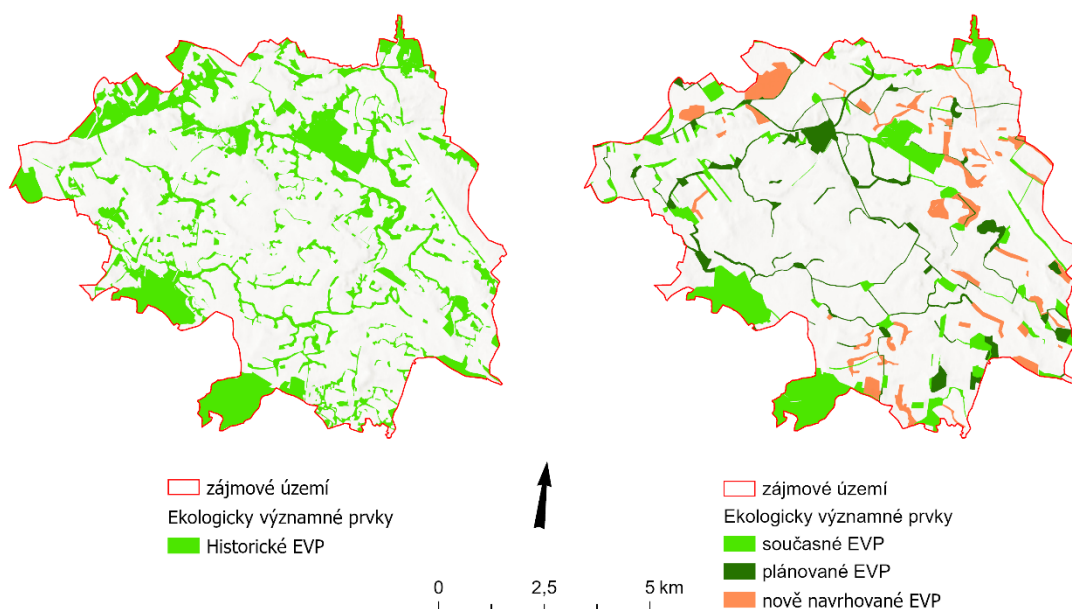 zájmové území
Ekologicky významné prvky
Historické EVP
zájmové území
Ekologicky významné prvky
současné EVP
plánované EVP
nově navrhované EVP
0 2,5 5 km